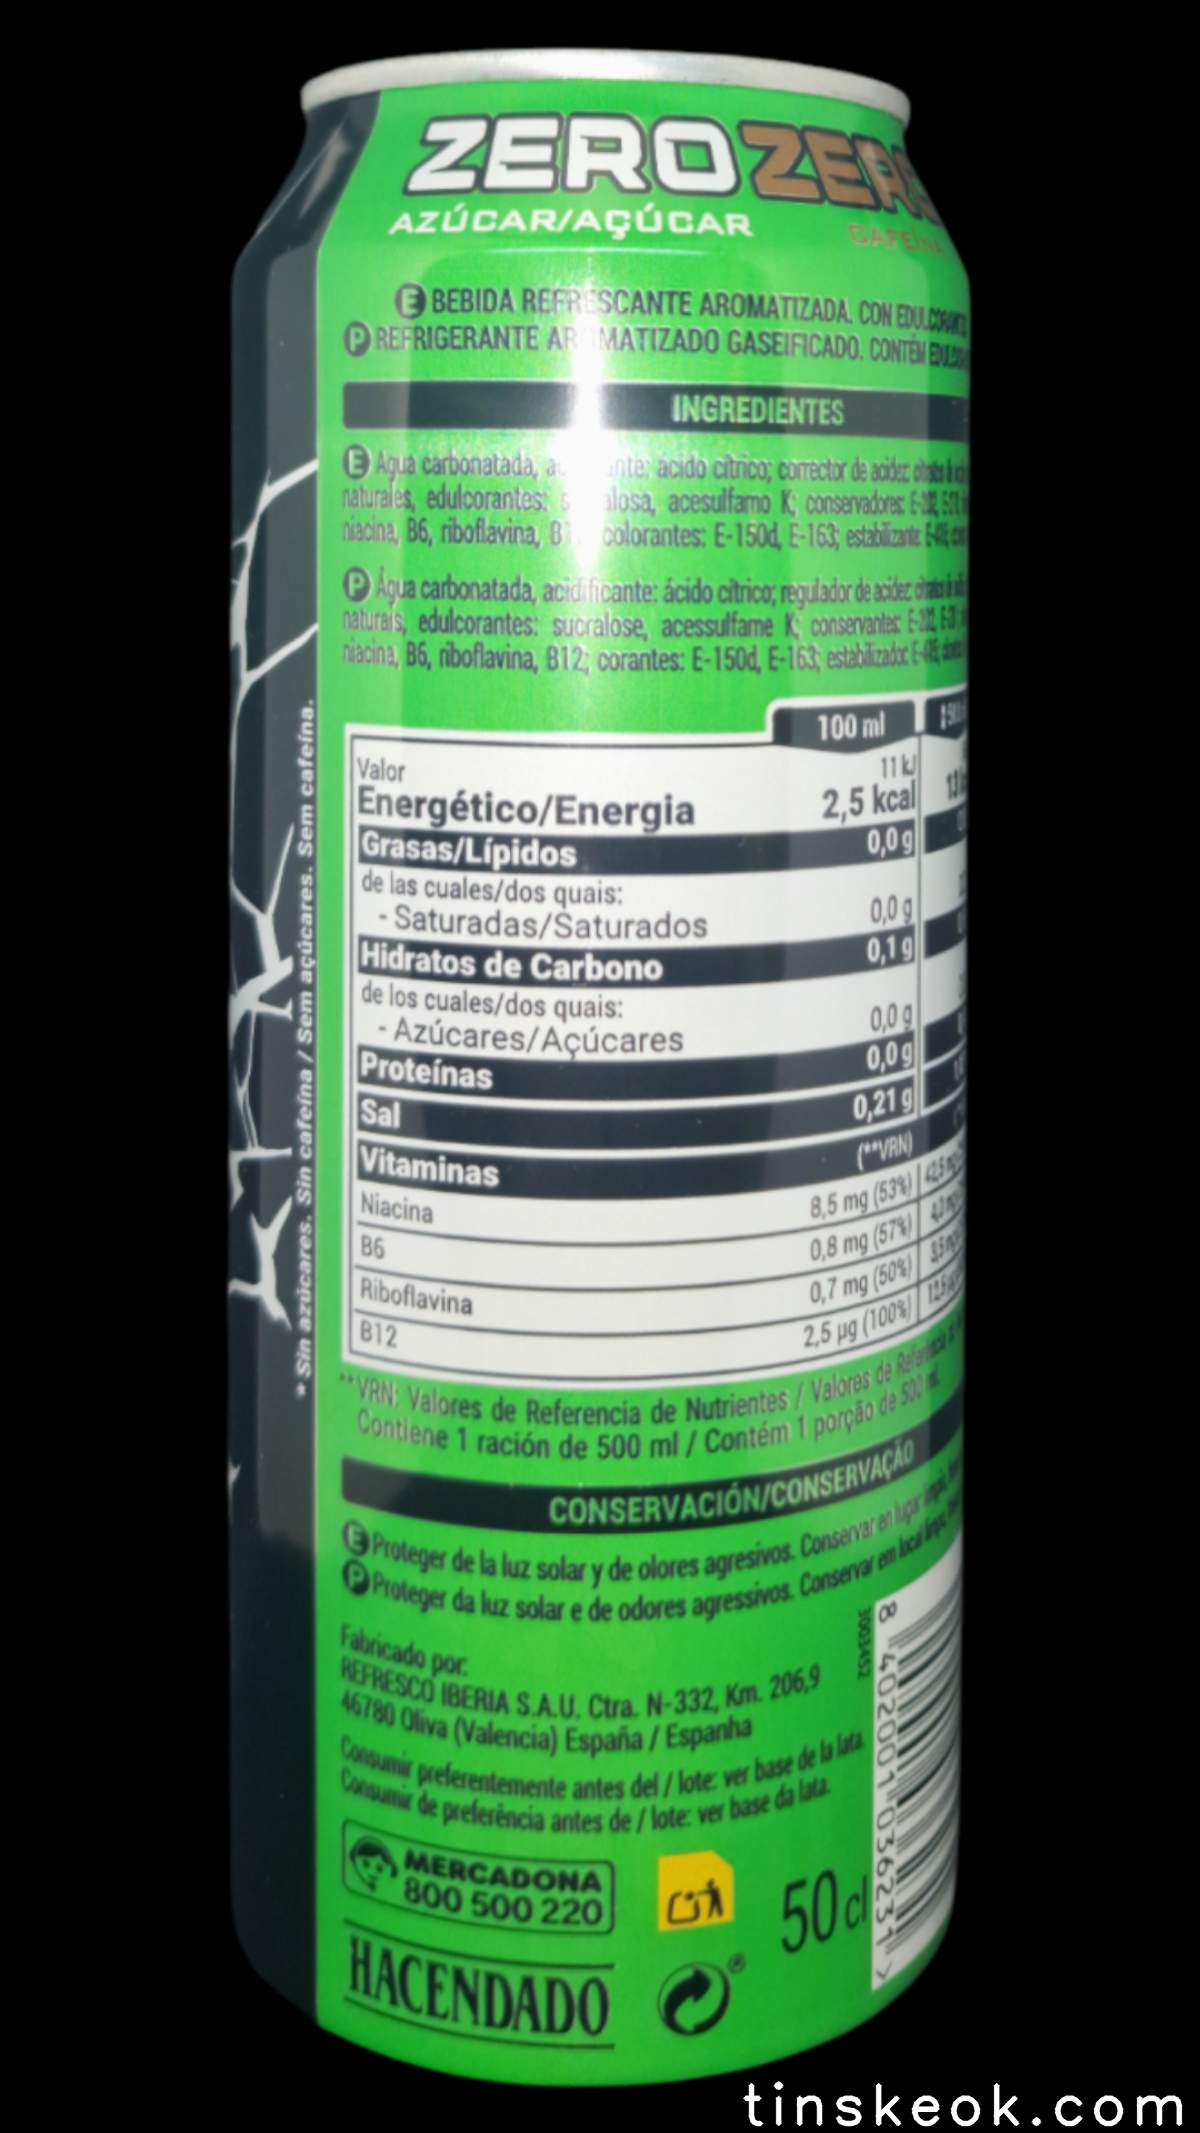 ZERO ZERO
AZÚCAR/AÇÚCAR CAFEÍNA
E BEBIDA REFRESCANTE AROMATIZADA. CON
P REFRIGERANTE AROMATIZADO GASEIFICADO. CONTÉM
INGREDIENTES
E Agua carbonatada, ácido cítrico; corrector de acidez:
naturales, edulcorantes: sucralosa, acesulfamo K; conservadores:
niacina, B6, riboflavina, colorantes: E-150d, E-163; estabilizante:
P Água carbonatada, acidificante: ácido cítrico; regulador de acidez:
naturais, edulcorantes: sucralose, acessulfame K; conservantes:
niacina, B6, riboflavina, B12; corantes: E-150d, E-163; estabilizador:
100 ml
Valor 11 kJ
Energético/Energia 2,5 kcal
Grasas/Lípidos 0,0 g
de las cuales/dos quais:
- Saturadas/Saturados 0,0 g
Hidratos de Carbono 0,1 g
de los cuales/dos quais:
- Azúcares/Açúcares 0,0 g
Proteínas 0,0 g
Sal 0,21 g
Vitaminas (**VRN)
Niacina 8,5 mg (53%)
B6 0,8 mg (57%)
Riboflavina 0,7 mg (50%)
B12 2,5 µg (100%)
**VRN: Valores de Referencia de Nutrientes / Valores de
Contiene 1 ración de 500 ml / Contém 1 porção de 500 ml.
CONSERVACIÓN/CONSERVAÇÃO
E Proteger de la luz solar y de olores agresivos. Conservar en lugar
P Proteger da luz solar e de odores agressivos. Conservar em local
Fabricado por:
REFRESCO IBERIA S.A.U. Ctra. N-332, Km. 206,9
46780 Oliva (Valencia) España / Espanha
Consumir preferentemente antes del / lote: ver base de la lata.
Consumir de preferência antes de / lote: ver base da lata.
MERCADONA
800 500 220
50 cl
HACENDADO
* Sin azúcares. Sin cafeína / Sem açúcares. Sem cafeína.
1003452
8 402001 036231 >
tinskeok.com